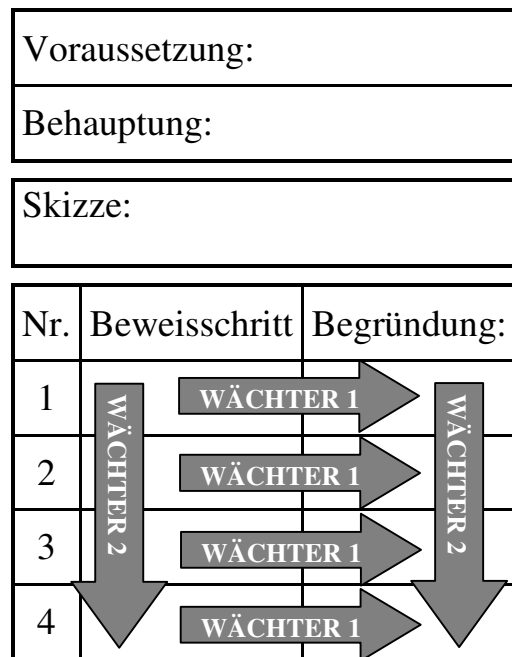 Voraussetzung:
Behauptung:
Skizze:
Nr. Beweisschritt Begründung:
1 WÄCHTER 1
2 WÄCHTER 1
3 WÄCHTER 1
4 WÄCHTER 1
WÄCHTER 2
WÄCHTER 2